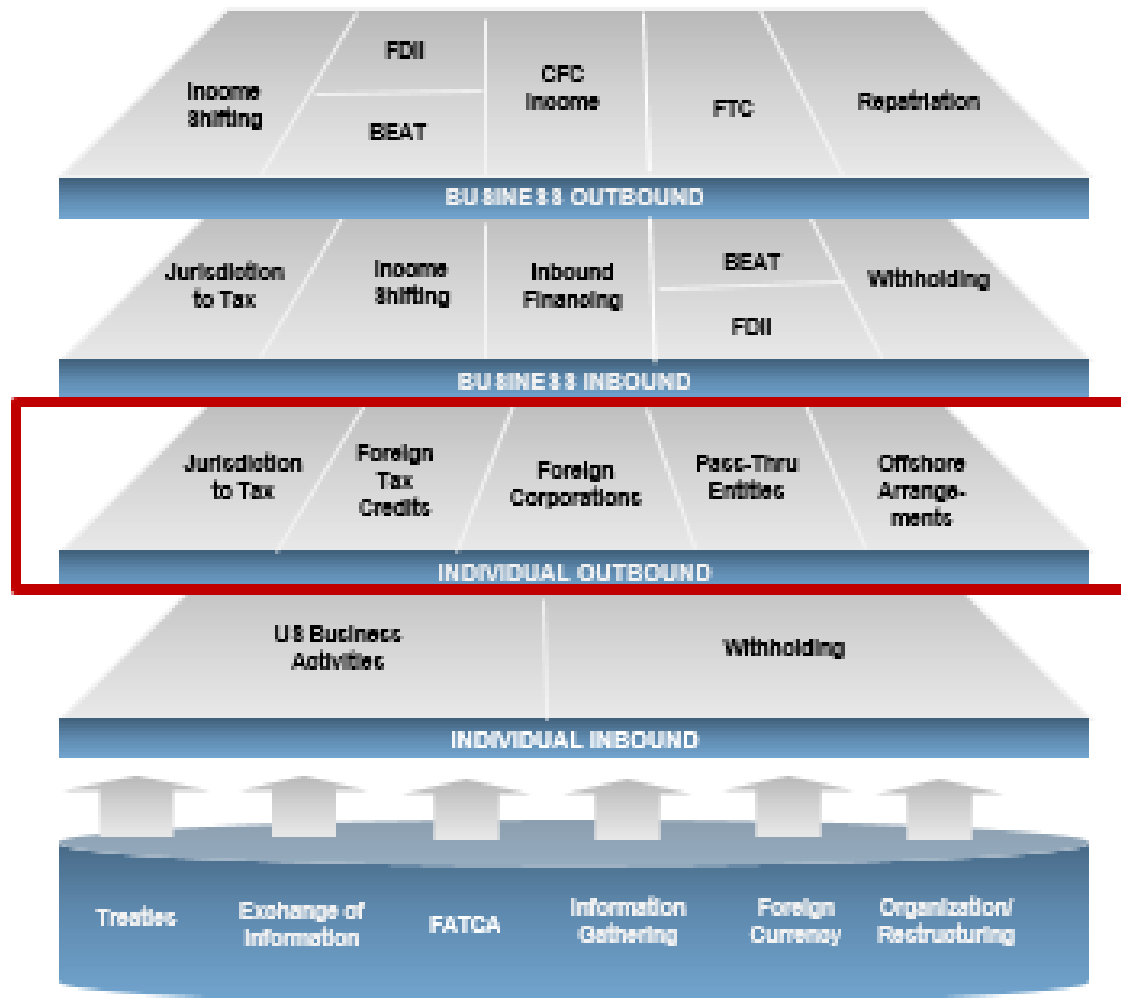 FDII
Income
Shifting
BEAT
CFC
Income
FTC
Repatriation
BUSINESS OUTBOUND
Jurisdiction
to Tax
Income
Shifting
Inbound
Financing
BEAT
FDII
Withholding
BUSINESS INBOUND
Jurisdiction
to Tax
Foreign
Tax
Credits
Foreign
Corporations
Pass-Thru
Entities
Offshore
Arrange-
ments
INDIVIDUAL OUTBOUND
US Business
Activities
Withholding
INDIVIDUAL INBOUND
Treaties
Exchange of
Information
FATCA
Information
Gathering
Foreign
Currency
Organization/
Restructuring